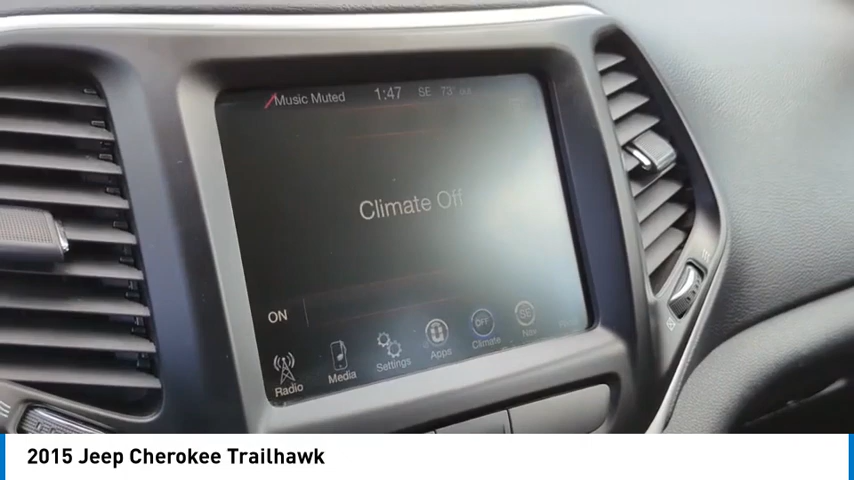 Music Muted 1:47 SE 73° out
Climate Off
ON
OFF SE
Radio Media Settings Apps Climate Nav
2015 Jeep Cherokee Trailhawk